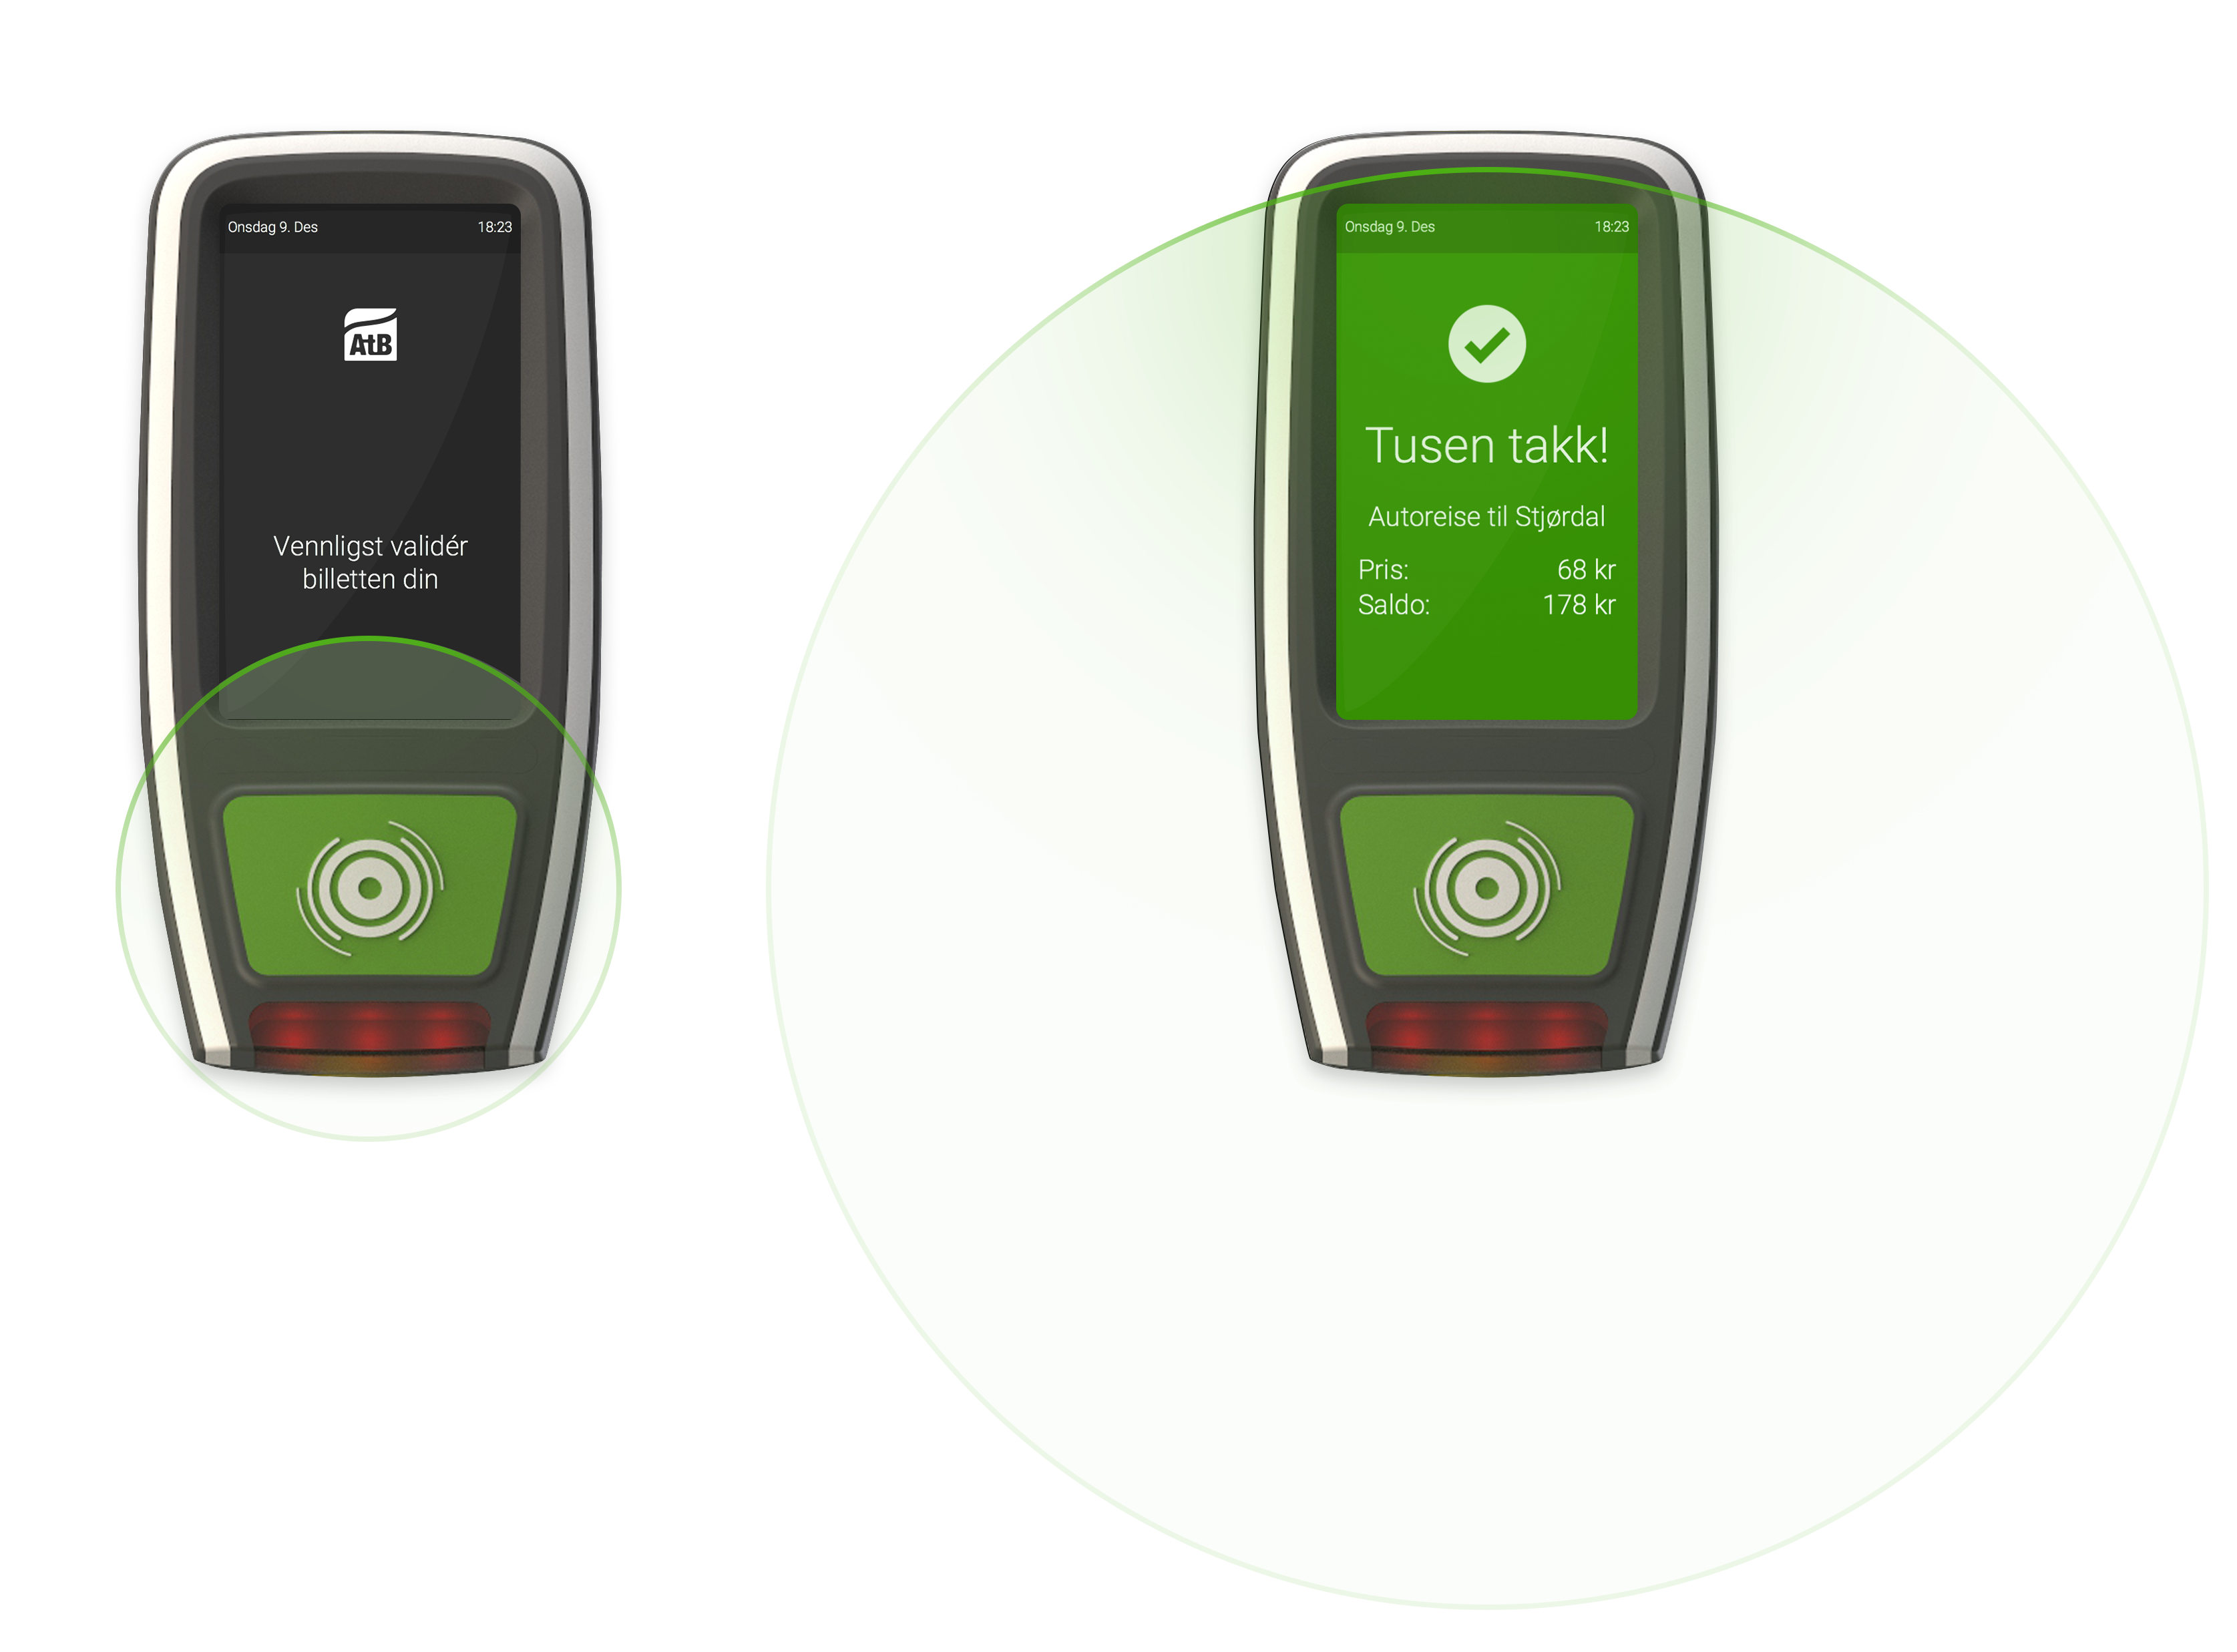 Onsdag 9. Des 18:23
AtB
Vennligst validér
billetten din
Onsdag 9. Des 18:23
Tusen takk!
Autoreise til Stjørdal
Pris: 68 kr
Saldo: 178 kr